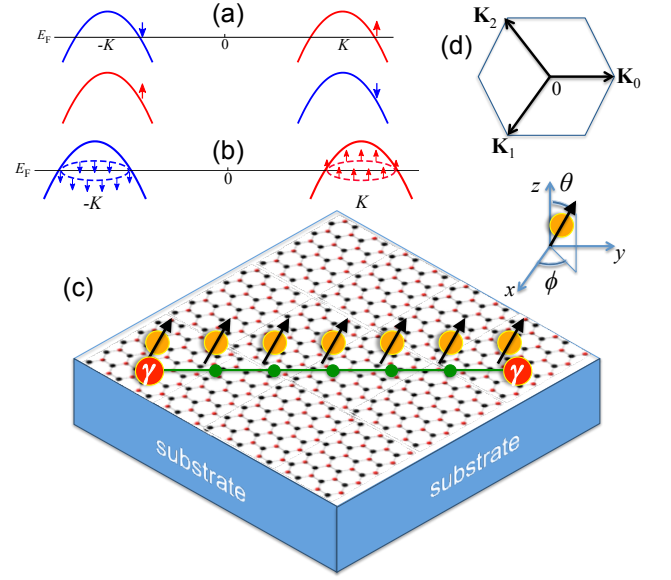 (a)
E_F
-K
0
K
(d)
K_2
0
K_0
K_1
(b)
E_F
-K
0
K
z
θ
y
x
ϕ
(c)
γ
γ
substrate
substrate